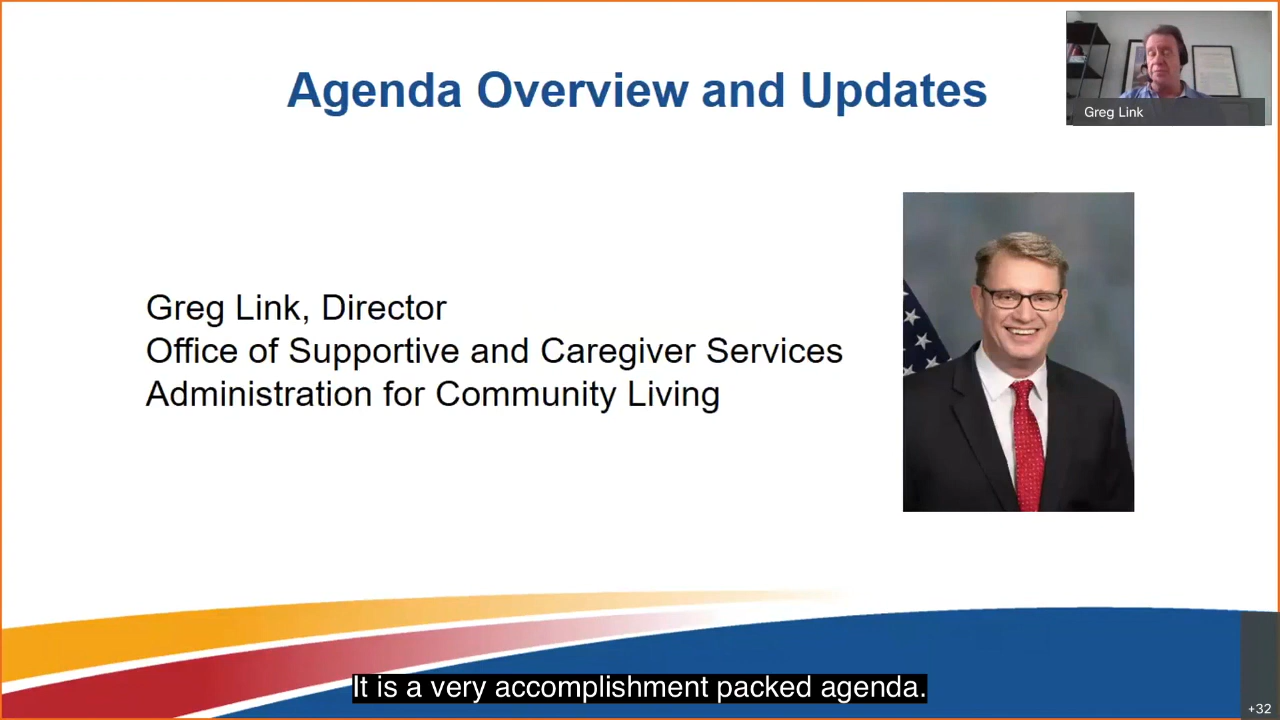 Agenda Overview and Updates
Greg Link
Greg Link, Director
Office of Supportive and Caregiver Services
Administration for Community Living
It is a very accomplishment packed agenda.
+32